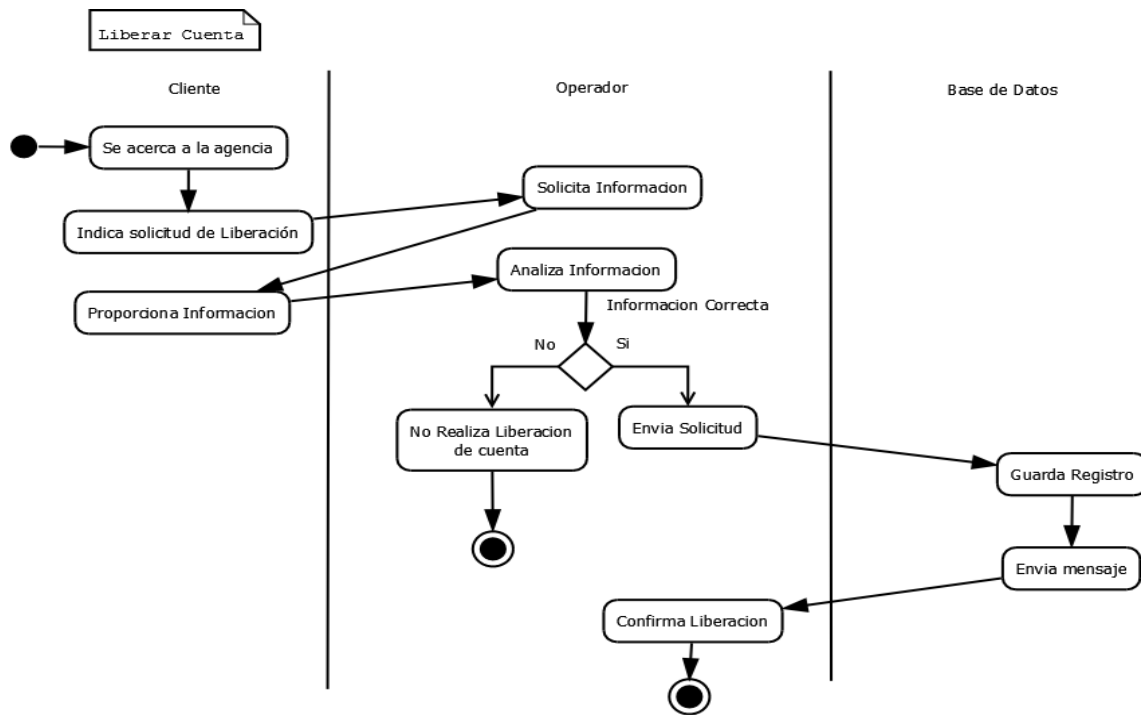 Liberar Cuenta
Cliente
Operador
Base de Datos
Se acerca a la agencia
Solicita Informacion
Indica solicitud de Liberación
Analiza Informacion
Proporciona Informacion
Informacion Correcta
No
Si
No Realiza Liberacion
de cuenta
Envia Solicitud
Guarda Registro
Envia mensaje
Confirma Liberacion